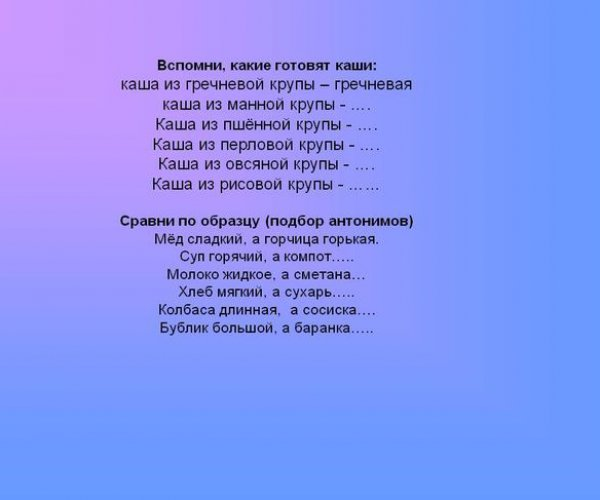 Вспомни, какие готовят каши:
каша из гречневой крупы – гречневая
каша из манной крупы - ….
Каша из пшённой крупы - ….
Каша из перловой крупы - ….
Каша из овсяной крупы - ….
Каша из рисовой крупы - ……
Сравни по образцу (подбор антонимов)
Мёд сладкий, а горчица горькая.
Суп горячий, а компот…..
Молоко жидкое, а сметана…
Хлеб мягкий, а сухарь…..
Колбаса длинная,  а сосиска….
Бублик большой, а баранка…..